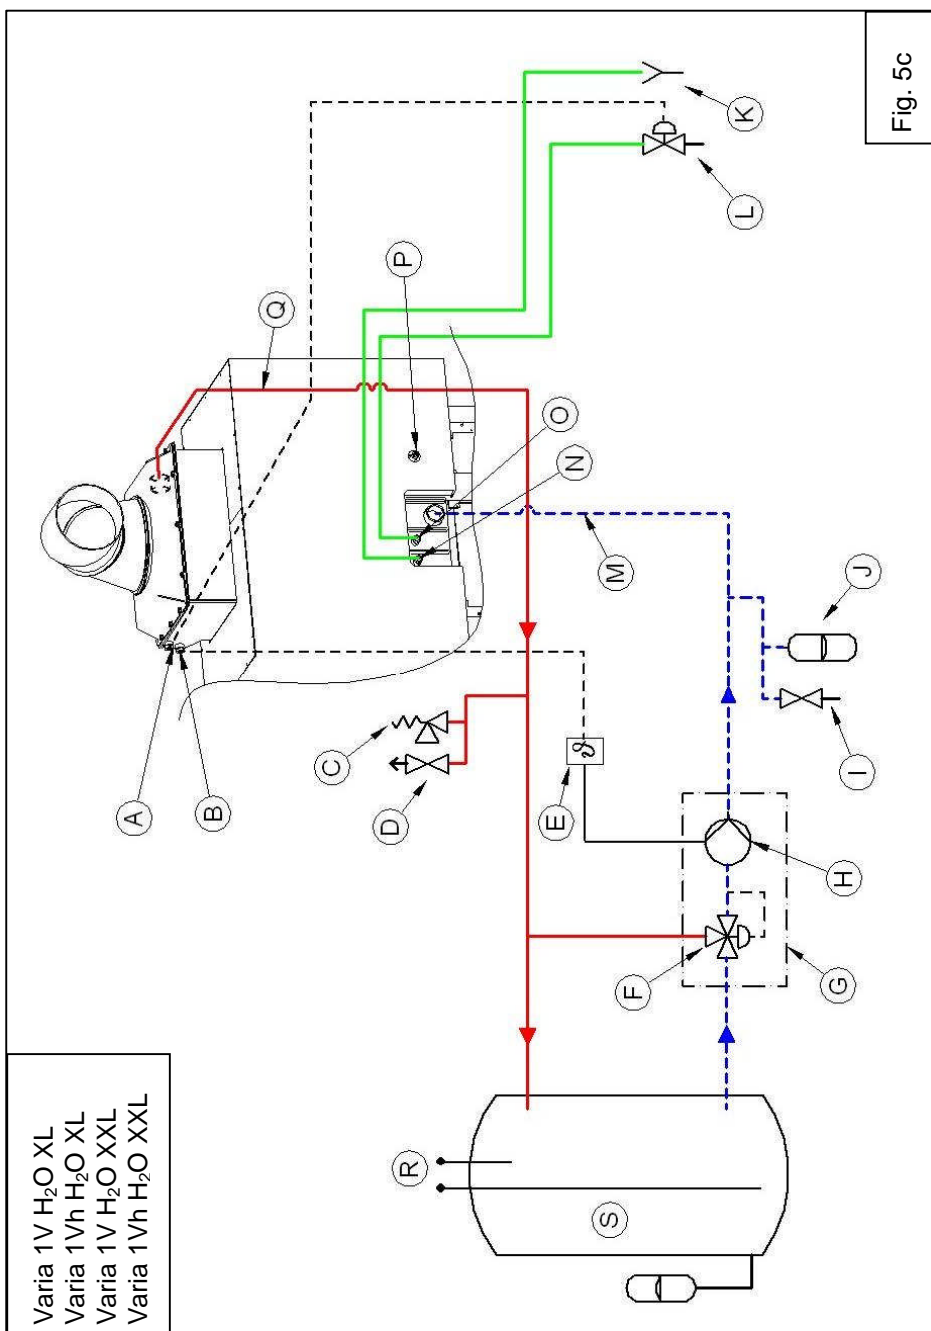 Varia 1V H₂O XL
Varia 1Vh H₂O XL
Varia 1V H₂O XXL
Varia 1Vh H₂O XXL
Fig. 5c
A
B
C
D
E
ϑ
F
G
H
I
J
K
L
M
N
O
P
Q
R
S